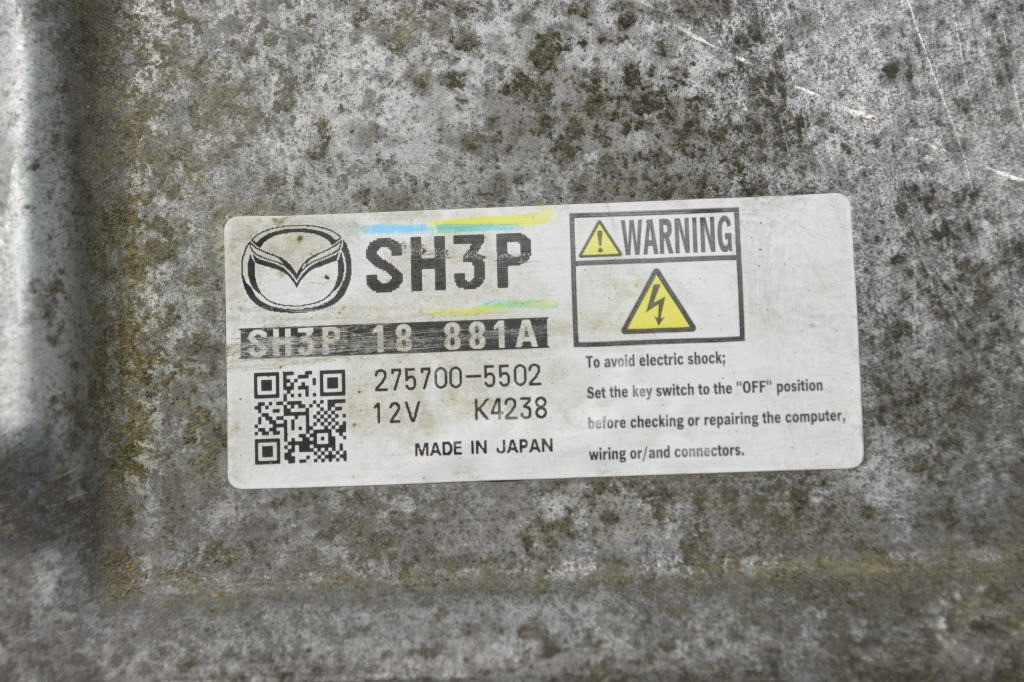 SH3P
SH3P 18 881A
275700-5502
12V K4238
MADE IN JAPAN
WARNING
To avoid electric shock;
Set the key switch to the "OFF" position
before checking or repairing the computer,
wiring or/and connectors.